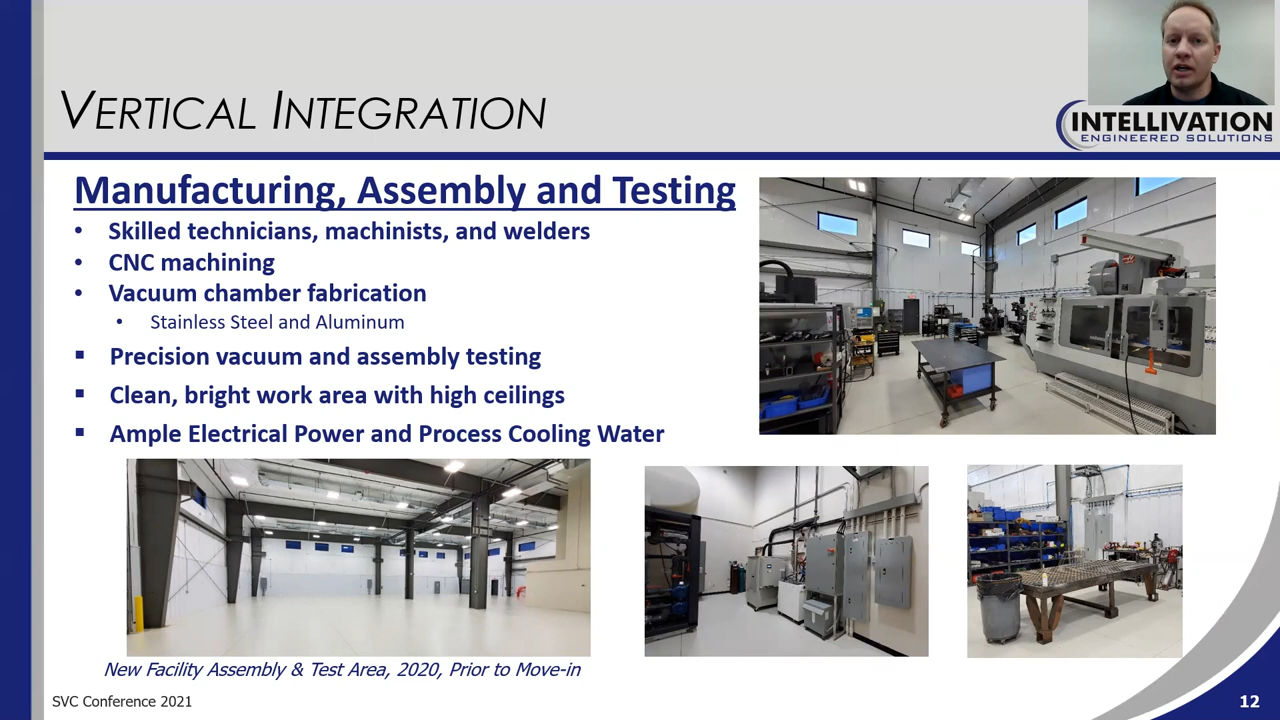 VERTICAL INTEGRATION
INTELLIVATION
ENGINEERED SOLUTIONS
Manufacturing, Assembly and Testing
• Skilled technicians, machinists, and welders
• CNC machining
• Vacuum chamber fabrication
• Stainless Steel and Aluminum
▪ Precision vacuum and assembly testing
▪ Clean, bright work area with high ceilings
▪ Ample Electrical Power and Process Cooling Water
New Facility Assembly & Test Area, 2020, Prior to Move-in
SVC Conference 2021
12